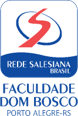 REDE SALESIANA
BRASIL
FACULDADE
DOM BOSCO
PORTO ALEGRE-RS